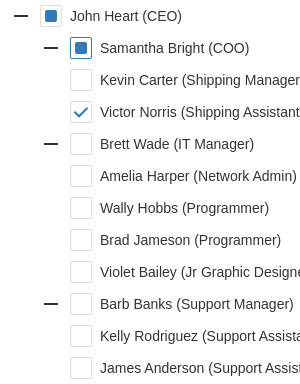 John Heart (CEO)
Samantha Bright (COO)
Kevin Carter (Shipping Manager
Victor Norris (Shipping Assistant
Brett Wade (IT Manager)
Amelia Harper (Network Admin)
Wally Hobbs (Programmer)
Brad Jameson (Programmer)
Violet Bailey (Jr Graphic Designe
Barb Banks (Support Manager)
Kelly Rodriguez (Support Assista
James Anderson (Support Assist